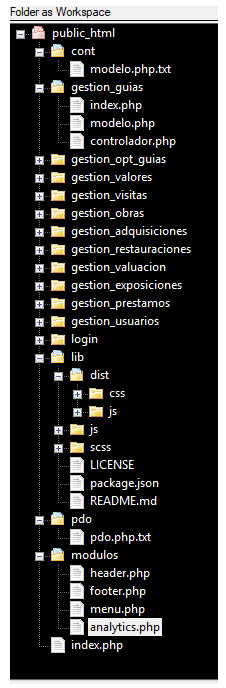 Folder as Workspace
public_html
cont
modelo.php.txt
gestion_guias
index.php
modelo.php
controlador.php
gestion_opt_guias
gestion_valores
gestion_visitas
gestion_obras
gestion_adquisiciones
gestion_restauraciones
gestion_valuacion
gestion_exposiciones
gestion_prestamos
gestion_usuarios
login
lib
dist
css
js
js
scss
LICENSE
package.json
README.md
pdo
pdo.php.txt
modulos
header.php
footer.php
menu.php
analytics.php
index.php